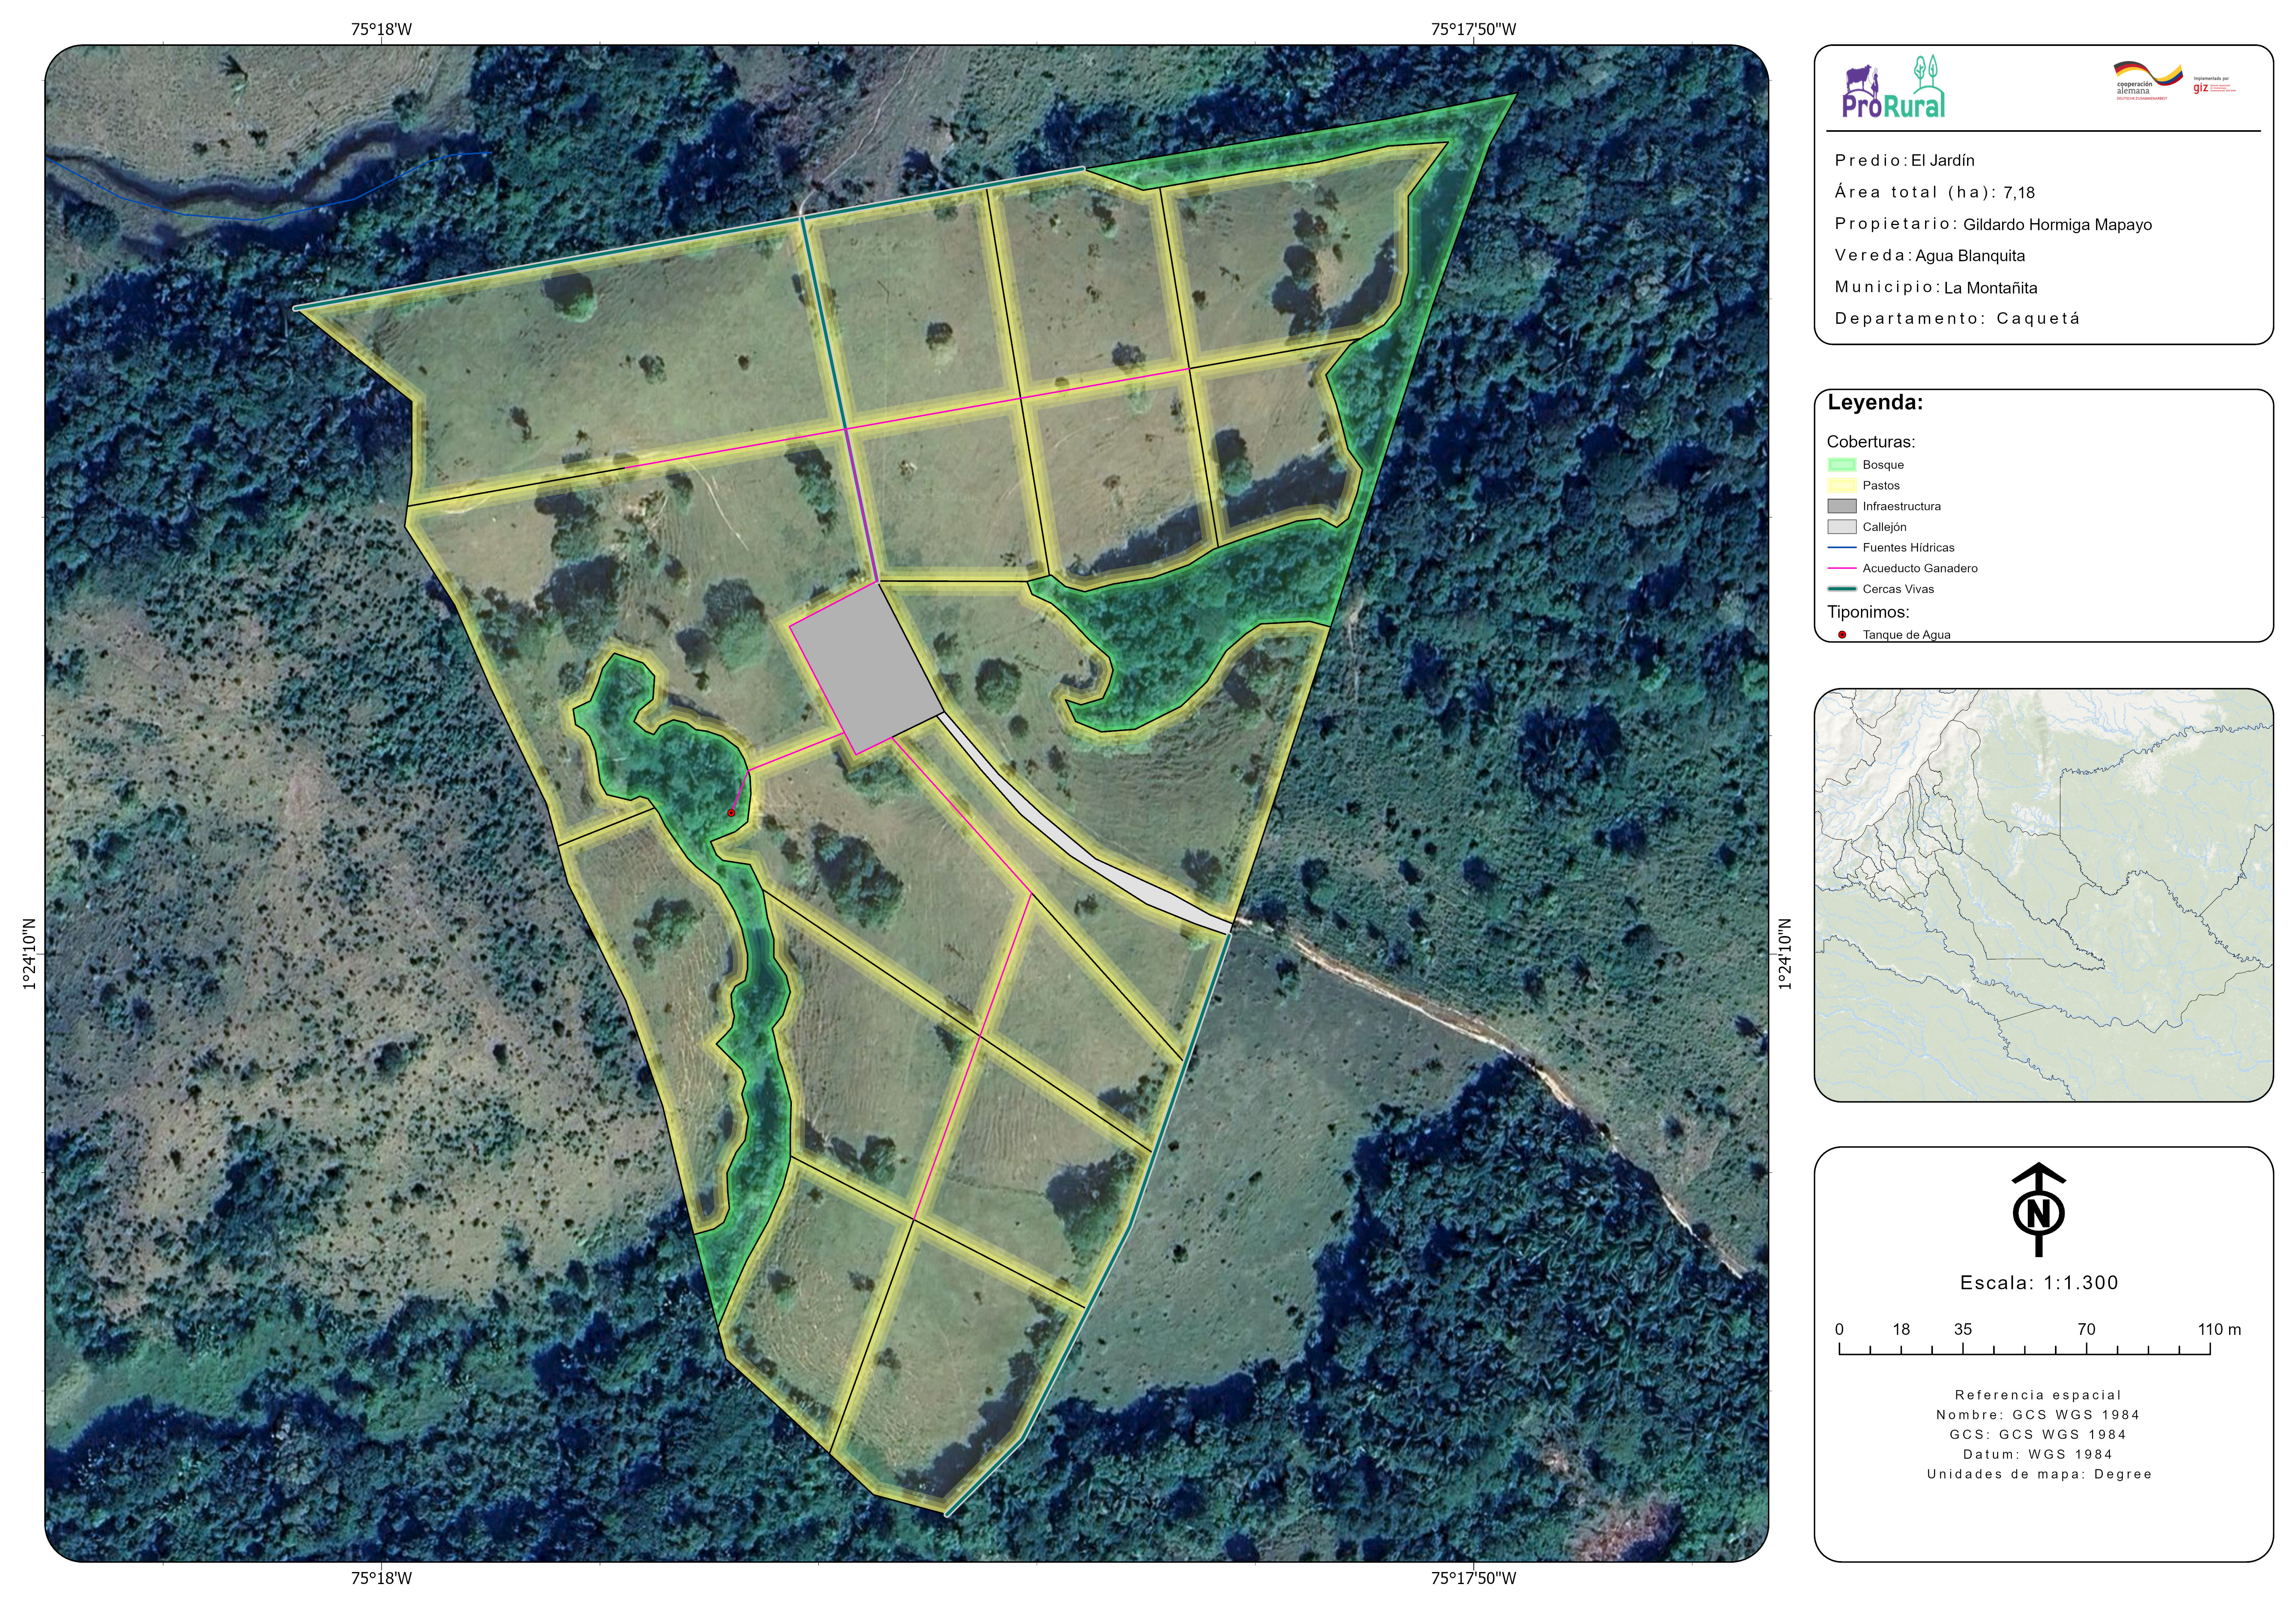 75°18'W
75°17'50"W
1°24'10"N
1°24'10"N
75°18'W
75°17'50"W
ProRural
cooperación
alemana
DEUTSCHE ZUSAMMENARBEIT
Implementada por
giz
Predio: El Jardín
Área total (ha): 7,18
Propietario: Gildardo Hormiga Mapayo
Vereda: Agua Blanquita
Municipio: La Montañita
Departamento: Caquetá
Leyenda:
Coberturas:
Bosque
Pastos
Infraestructura
Callejón
Fuentes Hídricas
Acueducto Ganadero
Cercas Vivas
Tiponimos:
Tanque de Agua
N
Escala: 1:1.300
0 18 35 70 110 m
Referencia espacial
Nombre: GCS WGS 1984
GCS: GCS WGS 1984
Datum: WGS 1984
Unidades de mapa: Degree